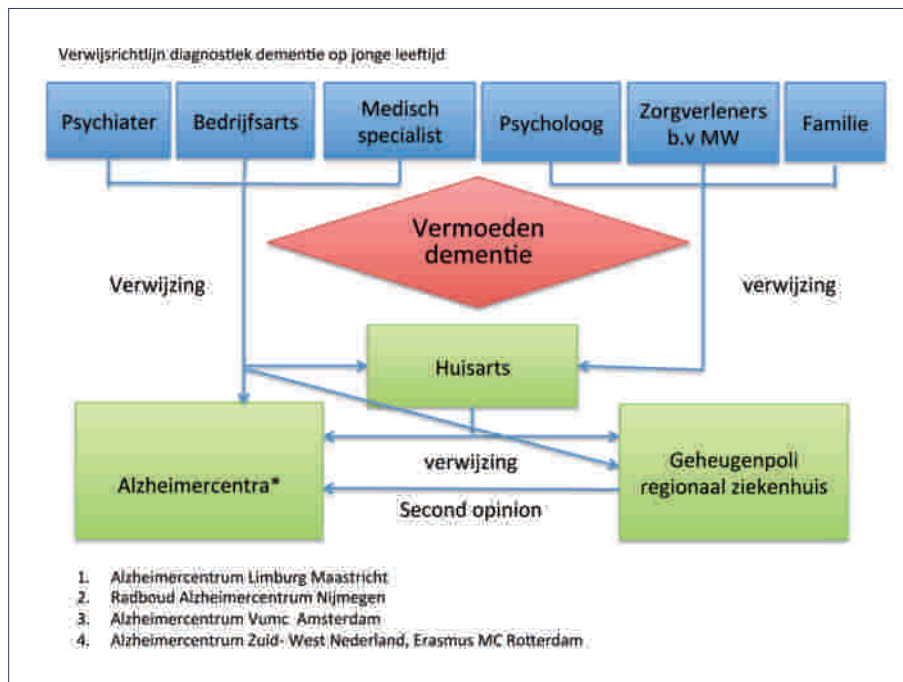 Verwijsrichtlijn diagnostiek dementie op jonge leeftijd
Psychiater
Bedrijfsarts
Medisch
specialist
Psycholoog
Zorgverleners
b.v MW
Familie
Vermoeden
dementie
Verwijzing
verwijzing
Huisarts
Alzheimercentra*
verwijzing
Second opinion
Geheugenpoli
regionaal ziekenhuis
1. Alzheimercentrum Limburg Maastricht
2. Radboud Alzheimercentrum Nijmegen
3. Alzheimercentrum Vumc Amsterdam
4. Alzheimercentrum Zuid- West Nederland, Erasmus MC Rotterdam